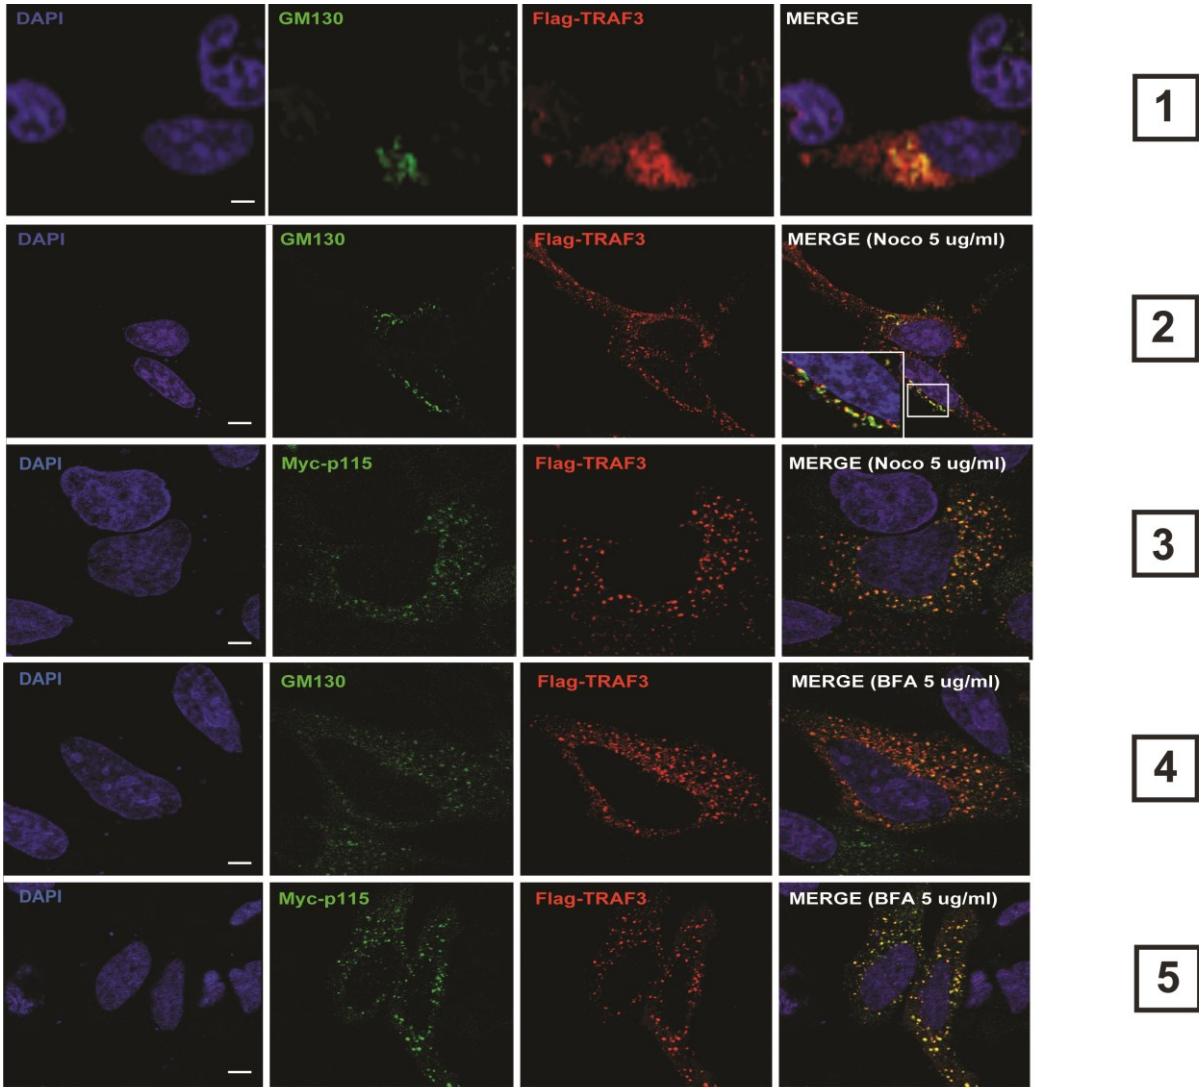 DAPI GM130 Flag-TRAF3 MERGE 1
DAPI GM130 Flag-TRAF3 MERGE (Noco 5 ug/ml) 2
DAPI Myc-p115 Flag-TRAF3 MERGE (Noco 5 ug/ml) 3
DAPI GM130 Flag-TRAF3 MERGE (BFA 5 ug/ml) 4
DAPI Myc-p115 Flag-TRAF3 MERGE (BFA 5 ug/ml) 5